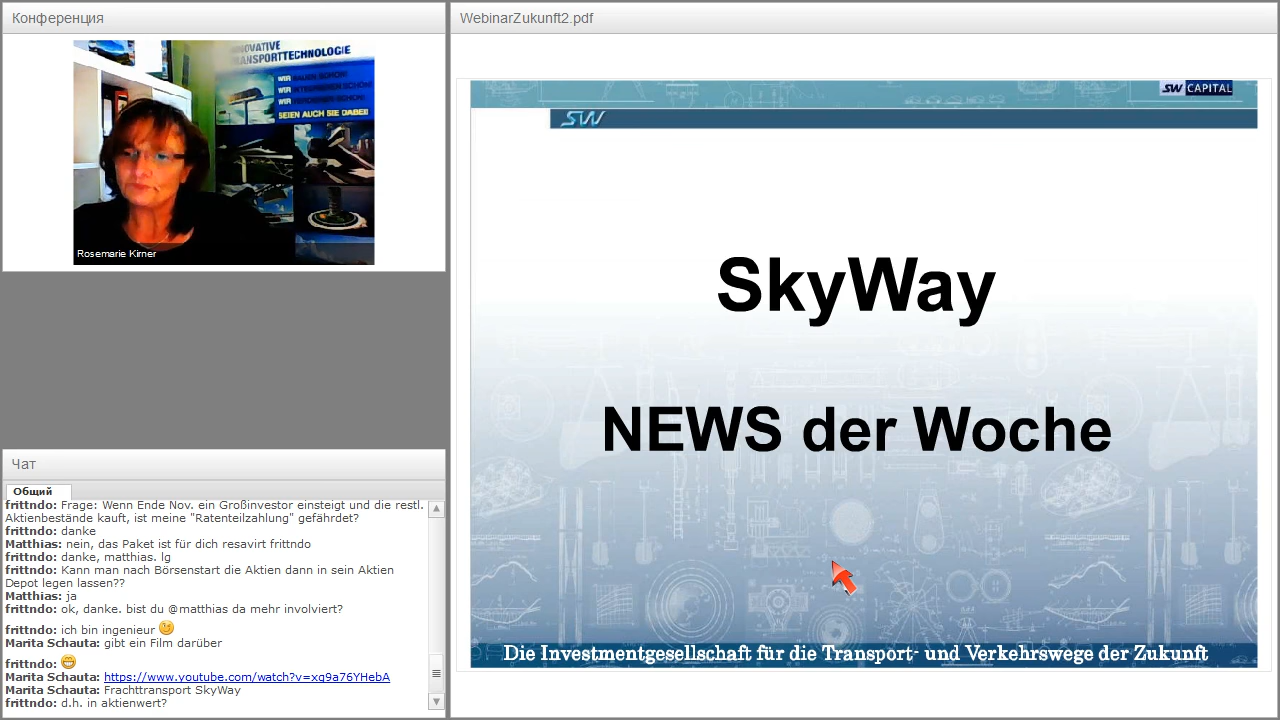 Конференция
INNOVATIVE
TRANSPORTTECHNOLOGIE
WIR
WIR
WIR
SEIEN AUCH SIE DABEI!
Rosemarie Kirner
Чат
Общий
frittndo: Frage: Wenn Ende Nov. ein Großinvestor einsteigt und die restl.
Aktienbestände kauft, ist meine "Ratenteilzahlung" gefährdet?
frittndo: danke
Matthias: nein, das Paket ist für dich resavirt frittndo
frittndo: danke, matthias. lg
frittndo: Kann man nach Börsenstart die Aktien dann in sein Aktien
Depot legen lassen??
Matthias: ja
frittndo: ok, danke. bist du @matthias da mehr involviert?
frittndo: ich bin ingenieur
Marita Schauta: gibt ein Film darüber
frittndo:
Marita Schauta: https://www.youtube.com/watch?v=xq9a76YHebA
Marita Schauta: Frachttransport SkyWay
frittndo: d.h. in aktienwert?
WebinarZukunft2.pdf
SW CAPITAL
SW
SkyWay
NEWS der Woche
Die Investmentgesellschaft für die Transport- und Verkehrswege der Zukunft